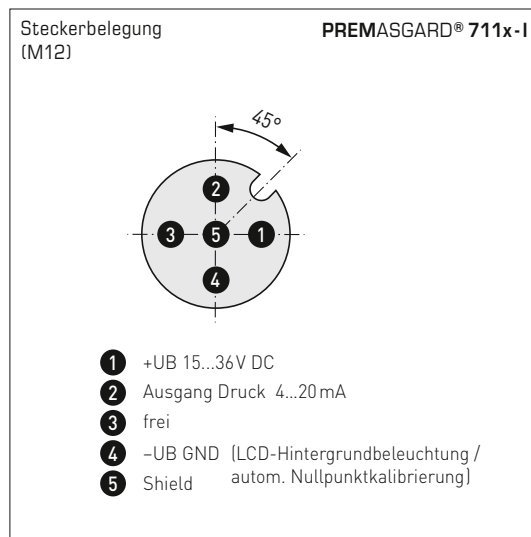 Steckerbelegung PREMASGARD® 711x-I
(M12)
45°
2
3 5 1
4
1 +UB 15...36 V DC
2 Ausgang Druck 4...20 mA
3 frei
4 –UB GND (LCD-Hintergrundbeleuchtung /
5 Shield autom. Nullpunktkalibrierung)